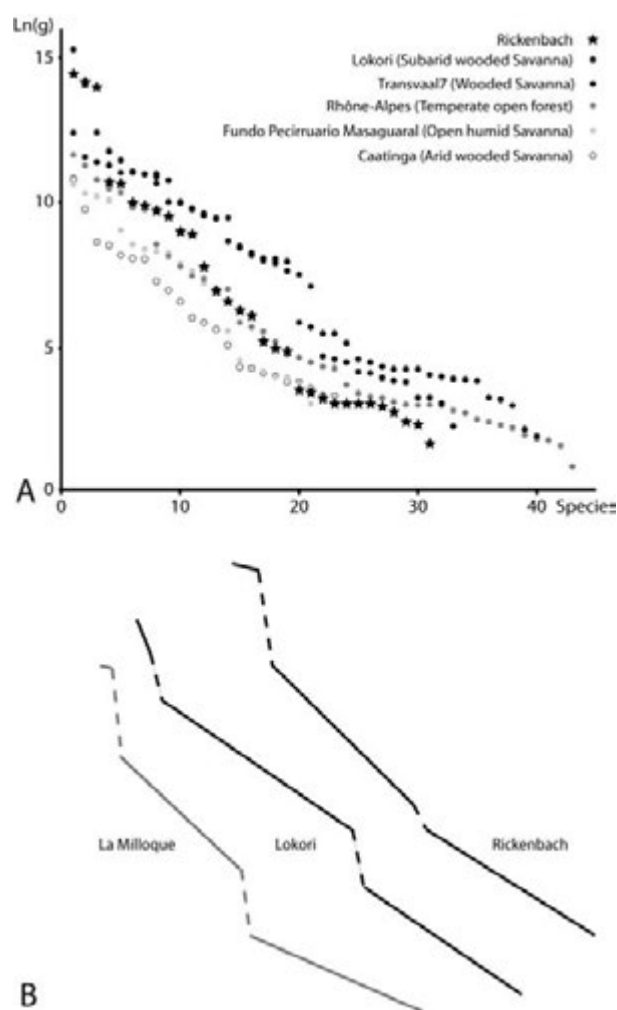 Ln(g)
15
10
5
0
Rickenbach
Lokori (Subarid wooded Savanna)
Transvaal7 (Wooded Savanna)
Rhône-Alpes (Temperate open forest)
Fundo Pecirruario Masaguaral (Open humid Savanna)
Caatinga (Arid wooded Savanna)
A
0 10 20 30 40 Species
La Milloque Lokori Rickenbach
B